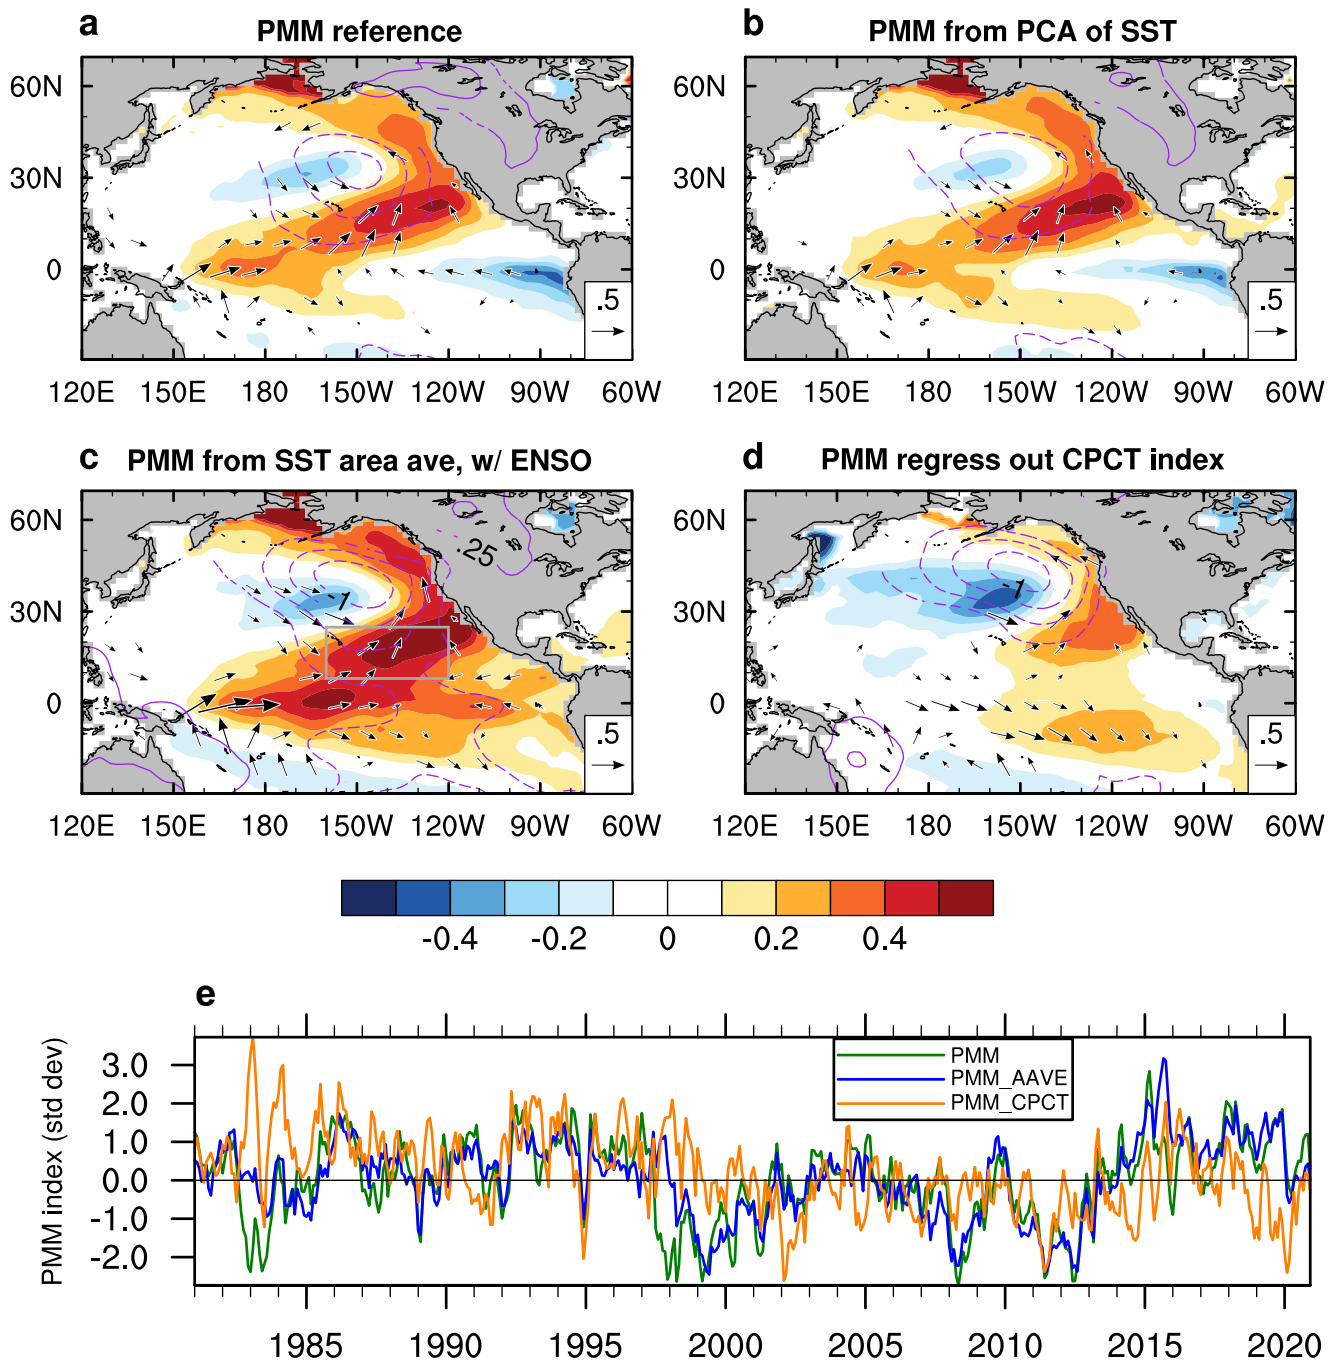 a PMM reference
60N
30N
0
.5
120E 150E 180 150W 120W 90W 60W
b PMM from PCA of SST
60N
30N
0
.5
120E 150E 180 150W 120W 90W 60W
c PMM from SST area ave, w/ ENSO
60N
30N
0
.25
-1
.5
120E 150E 180 150W 120W 90W 60W
d PMM regress out CPCT index
60N
30N
0
-1
.5
120E 150E 180 150W 120W 90W 60W
-0.4 -0.2 0 0.2 0.4
e
PMM index (std dev)
3.0
2.0
1.0
0.0
-1.0
-2.0
PMM
PMM_AAVE
PMM_CPCT
1985 1990 1995 2000 2005 2010 2015 2020